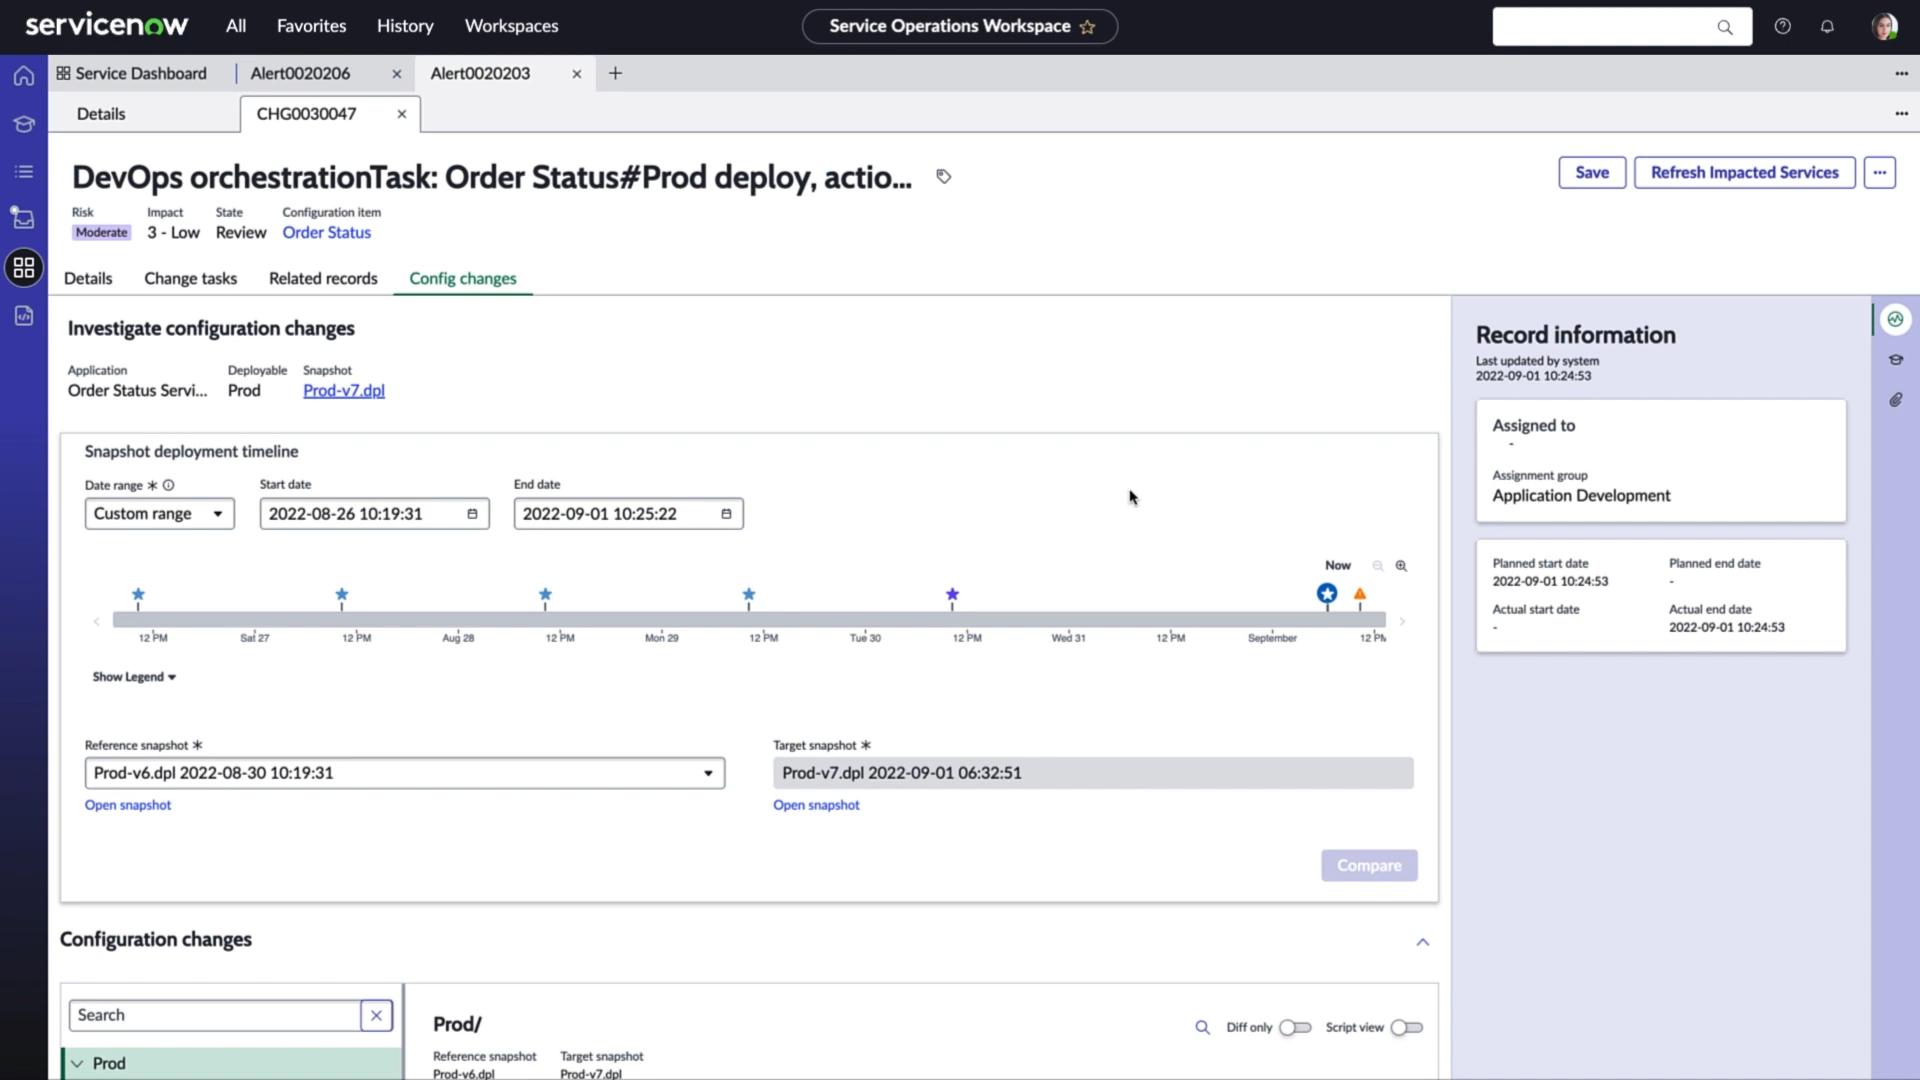 servicenow All Favorites History Workspaces Service Operations Workspace
Service Dashboard Alert0020206 Alert0020203
Details CHG0030047
DevOps orchestrationTask: Order Status#Prod deploy, actio... Save Refresh Impacted Services
Risk Impact State Configuration item
Moderate 3 - Low Review Order Status
Details Change tasks Related records Config changes
Investigate configuration changes
Application Deployable Snapshot
Order Status Servi... Prod Prod-v7.dpl
Snapshot deployment timeline
Date range * Start date End date
Custom range 2022-08-26 10:19:31 2022-09-01 10:25:22
Now
12 PM Sat 27 12 PM Aug 28 12 PM Mon 29 12 PM Tue 30 12 PM Wed 31 12 PM September 12 PM
Show Legend
Reference snapshot * Target snapshot *
Prod-v6.dpl 2022-08-30 10:19:31 Prod-v7.dpl 2022-09-01 06:32:51
Open snapshot Open snapshot
Compare
Configuration changes
Search
Prod
Prod/ Diff only Script view
Reference snapshot Target snapshot
Prod-v6.dpl Prod-v7.dpl
Record information
Last updated by system
2022-09-01 10:24:53
Assigned to
-
Assignment group
Application Development
Planned start date Planned end date
2022-09-01 10:24:53 -
Actual start date Actual end date
- 2022-09-01 10:24:53